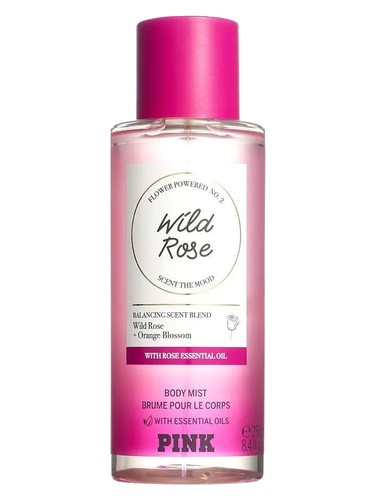 FLOWER POWERED NO. 2
Wild
Rose
SCENT THE MOOD
BALANCING SCENT BLEND
Wild Rose
+ Orange Blossom
WITH ROSE ESSENTIAL OIL
BODY MIST
BRUME POUR LE CORPS
WITH ESSENTIAL OILS
PINK